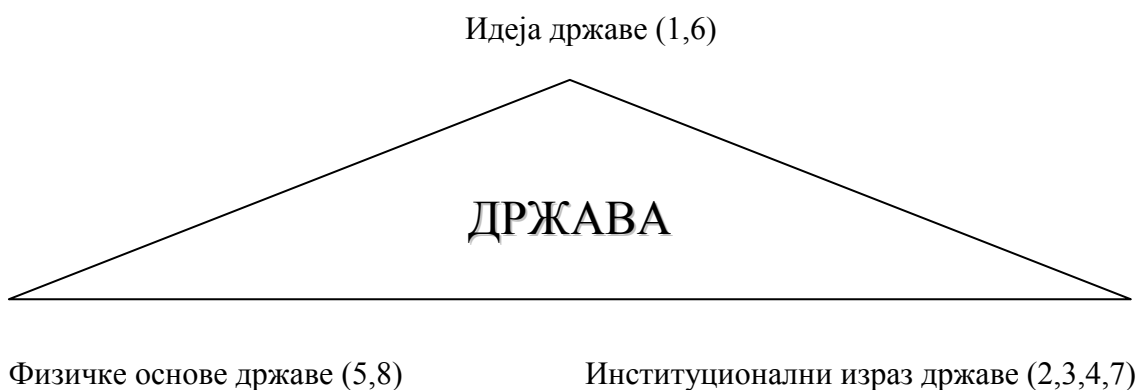 Идеја државе (1,6)
ДРЖАВА
Физичке основе државе (5,8) Институционални израз државе (2,3,4,7)